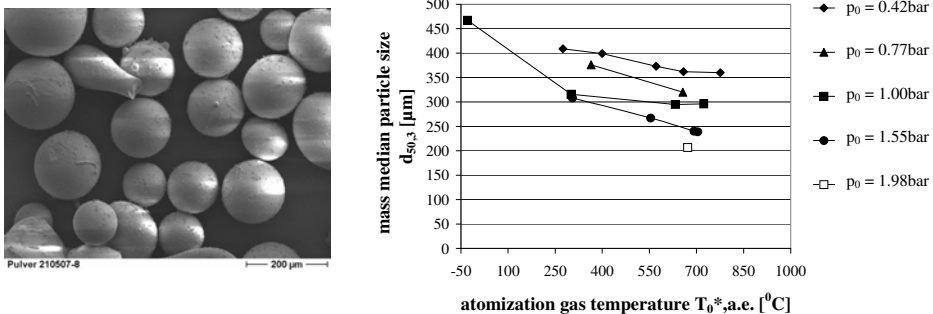 Pulver 210507-8
200 µm
mass median particle size
d50,3 [µm]
500
450
400
350
300
250
200
150
100
50
0
-50 100 250 400 550 700 850 1000
atomization gas temperature T0*,a.e. [⁰C]
p0 = 0.42bar
p0 = 0.77bar
p0 = 1.00bar
p0 = 1.55bar
p0 = 1.98bar